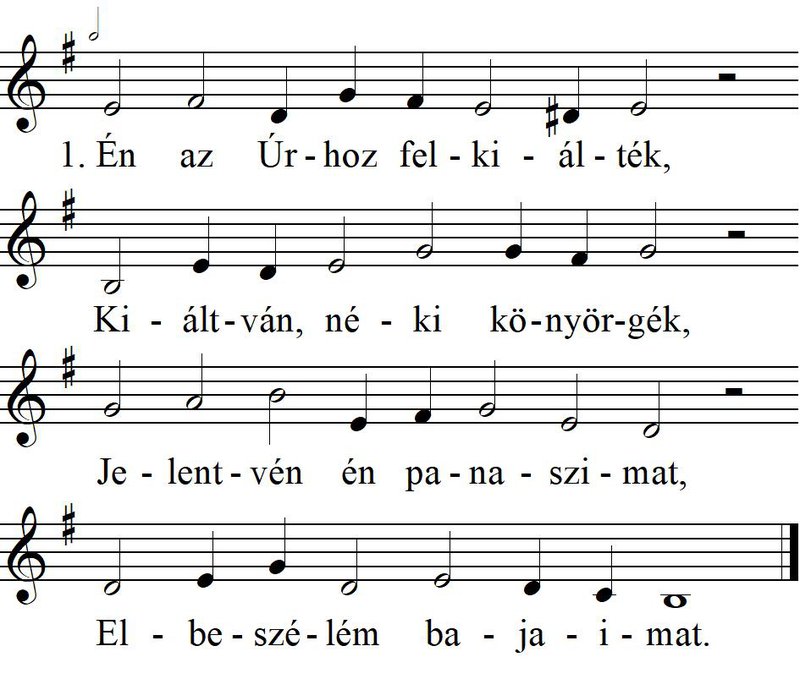 1. Én az Úr-hoz fel-ki - ál-ték,
Ki - ált-ván, né - ki kö-nyör-gék,
Je - lent-vén én pa-na - szi-mat,
El - be-szé-lém ba - ja-i-mat.